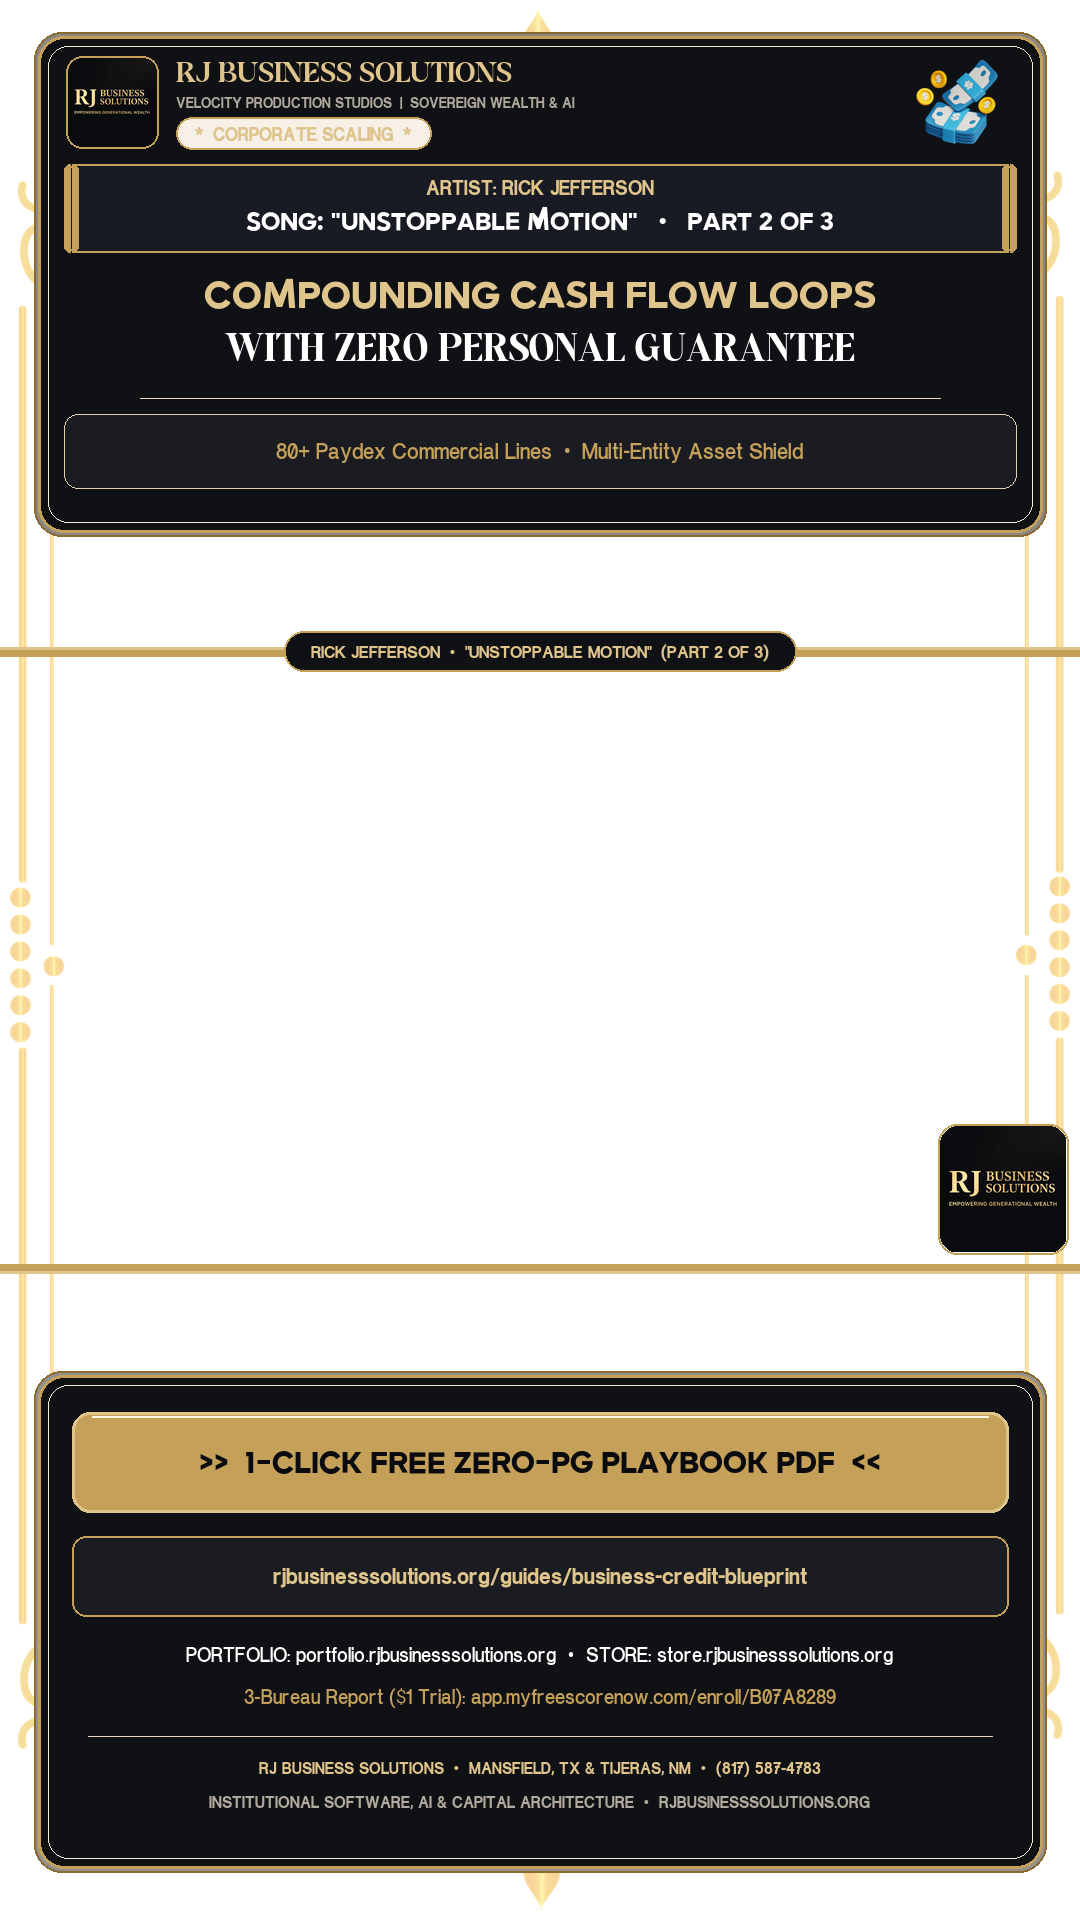 RJ BUSINESS SOLUTIONS
EMPOWERING GENERATIONAL WEALTH
RJ BUSINESS SOLUTIONS
VELOCITY PRODUCTION STUDIOS | SOVEREIGN WEALTH & AI
* CORPORATE SCALING *
ARTIST: RICK JEFFERSON
SONG: "UNSTOPPABLE MOTION" • PART 2 OF 3
COMPOUNDING CASH FLOW LOOPS
WITH ZERO PERSONAL GUARANTEE
80+ Paydex Commercial Lines • Multi-Entity Asset Shield
RICK JEFFERSON • "UNSTOPPABLE MOTION" (PART 2 OF 3)
RJ BUSINESS SOLUTIONS
EMPOWERING GENERATIONAL WEALTH
>> 1-CLICK FREE ZERO-PG PLAYBOOK PDF <<
rjbusinesssolutions.org/guides/business-credit-blueprint
PORTFOLIO: portfolio.rjbusinesssolutions.org • STORE: store.rjbusinesssolutions.org
3-Bureau Report ($1 Trial): app.myfreescorenow.com/enroll/B07A8289
RJ BUSINESS SOLUTIONS • MANSFIELD, TX & TIJERAS, NM • (817) 587-4783
INSTITUTIONAL SOFTWARE, AI & CAPITAL ARCHITECTURE • RJBUSINESSSOLUTIONS.ORG